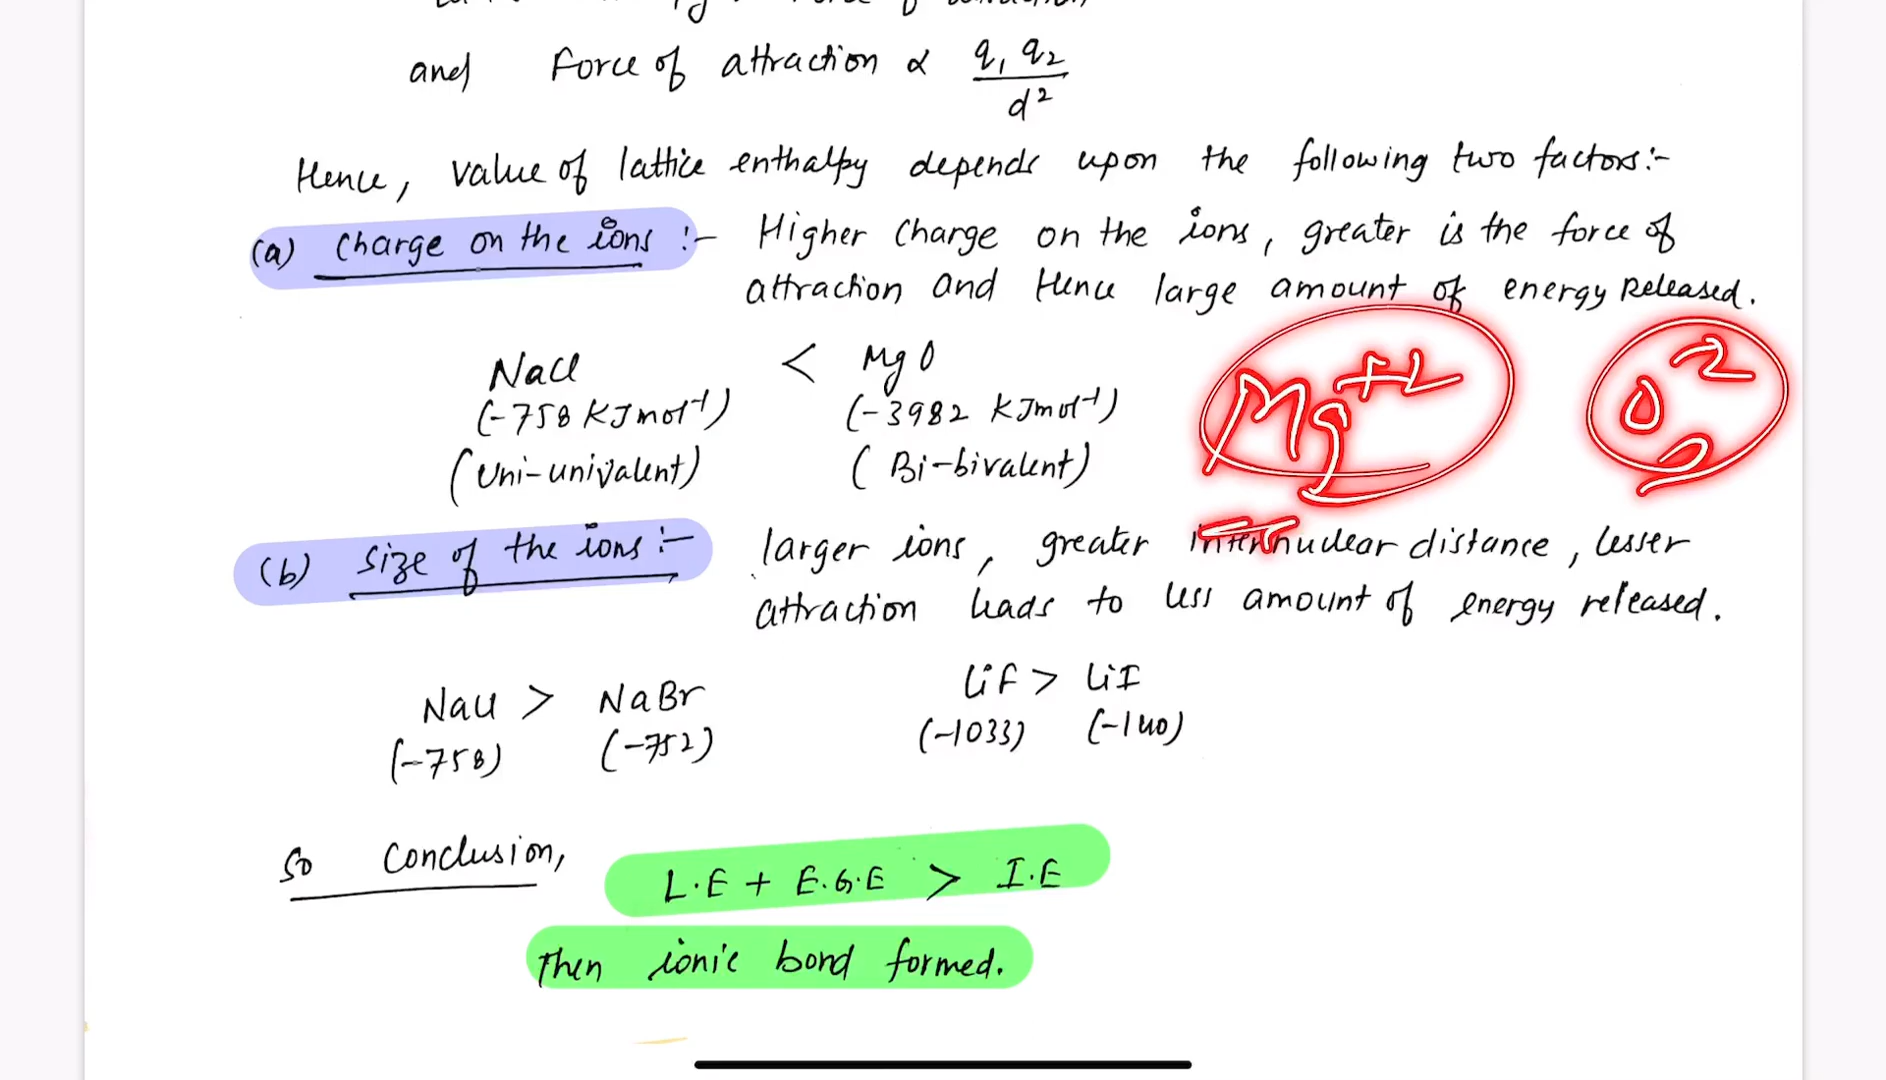 and Force of attraction ∝ q₁ q₂ / d²
Hence, value of lattice enthalpy depends upon the following two factors:-
(a) Charge on the ions :- Higher Charge on the ions, greater is the force of
attraction and Hence large amount of energy Released.
NaCl < MgO
(-758 KJmol⁻¹) (-3982 KJmol⁻¹)
(Uni-univalent) (Bi-bivalent)
Mg⁺² O⁻²
(b) Size of the ions :- larger ions, greater internuclear distance, lesser
attraction leads to less amount of energy released.
NaCl > NaBr LiF > LiI
(-758) (-752) (-1033) (-140)
So Conclusion,
L.E + E.G.E > I.E
Then ionic bond formed.